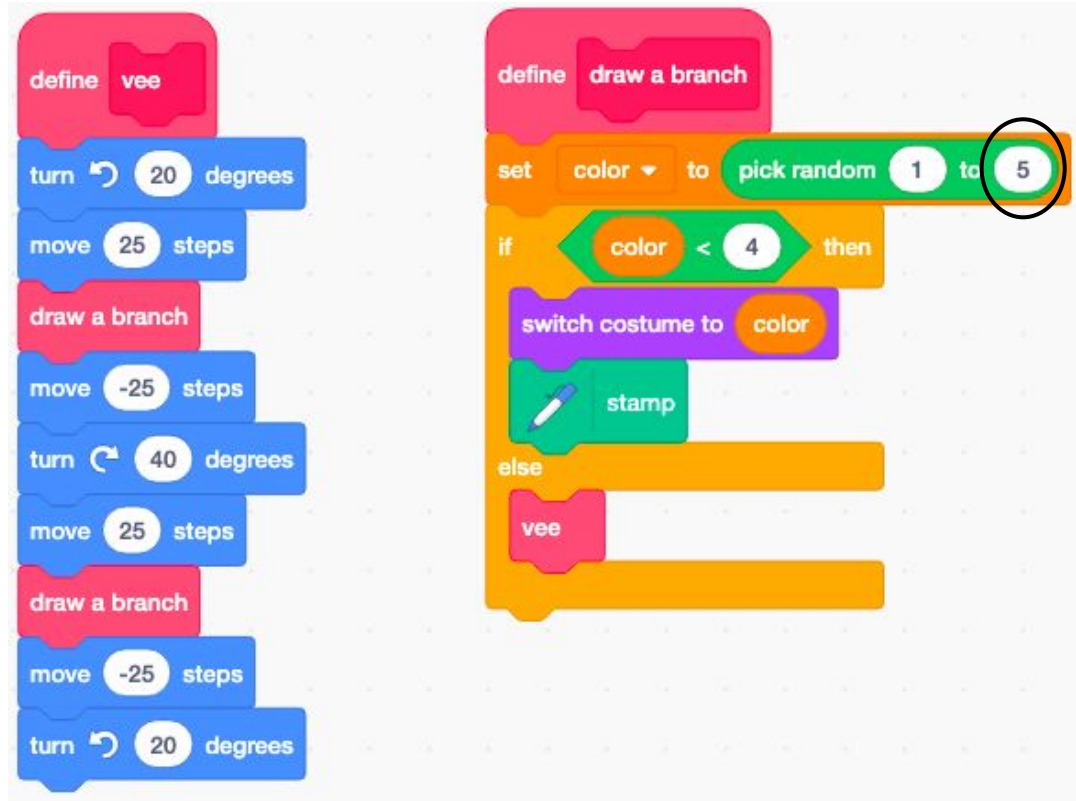 define vee
turn 20 degrees
move 25 steps
draw a branch
move -25 steps
turn 40 degrees
move 25 steps
draw a branch
move -25 steps
turn 20 degrees
define draw a branch
set color to pick random 1 to 5
if color < 4 then
switch costume to color
stamp
else
vee